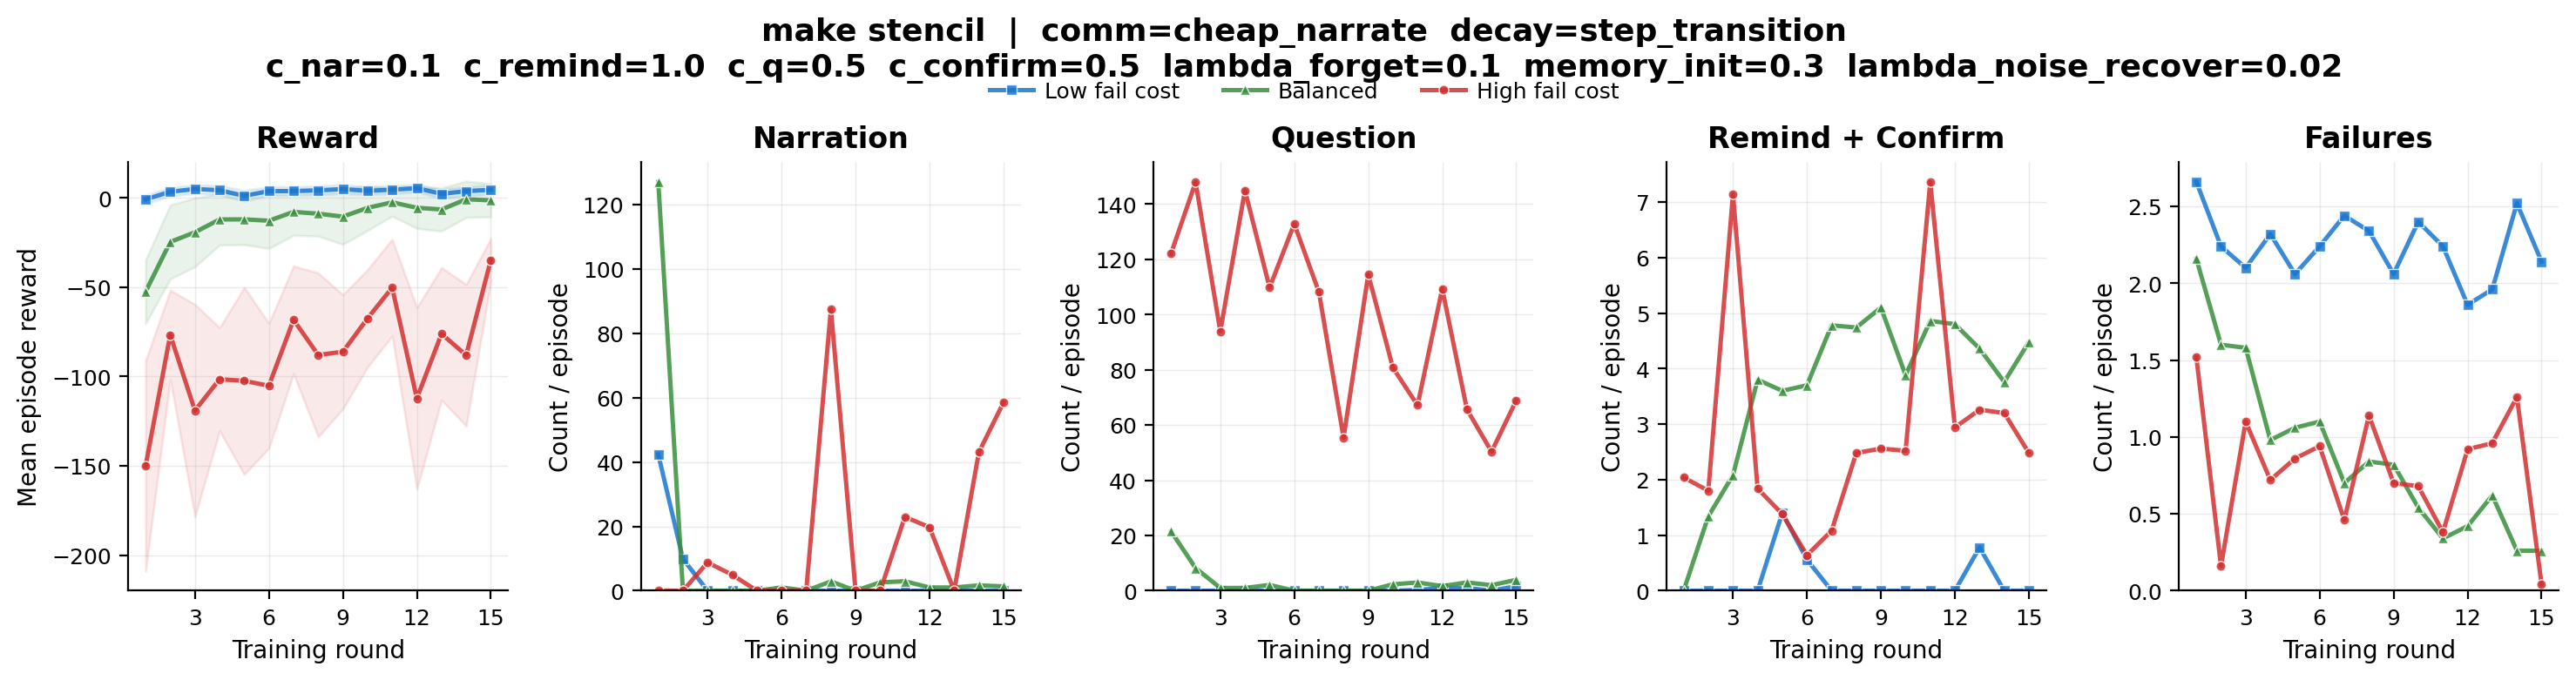 make stencil | comm=cheap_narrate decay=step_transition
c_nar=0.1 c_remind=1.0 c_q=0.5 c_confirm=0.5 lambda_forget=0.1 memory_init=0.3 lambda_noise_recover=0.02
Low fail cost Balanced High fail cost
Reward
Mean episode reward
0
−50
−100
−150
−200
3 6 9 12 15
Training round
Narration
Count / episode
120
100
80
60
40
20
0
3 6 9 12 15
Training round
Question
Count / episode
140
120
100
80
60
40
20
0
3 6 9 12 15
Training round
Remind + Confirm
Count / episode
7
6
5
4
3
2
1
0
3 6 9 12 15
Training round
Failures
Count / episode
2.5
2.0
1.5
1.0
0.5
0.0
3 6 9 12 15
Training round